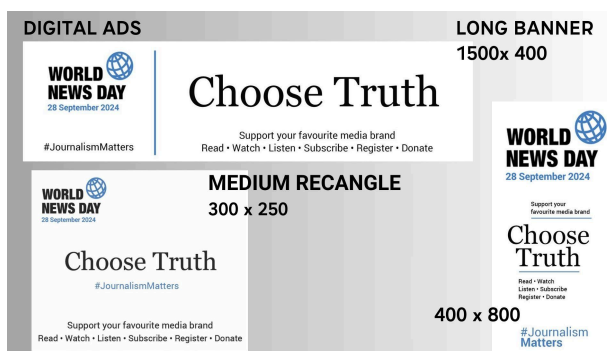 DIGITAL ADS
LONG BANNER
1500x 400
WORLD
NEWS DAY
28 September 2024
#JournalismMatters
Choose Truth
Support your favourite media brand
Read • Watch • Listen • Subscribe • Register • Donate
MEDIUM RECANGLE
300 x 250
WORLD
NEWS DAY
28 September 2024
Choose Truth
#JournalismMatters
Support your favourite media brand
Read • Watch • Listen • Subscribe • Register • Donate
400 x 800
WORLD
NEWS DAY
28 September 2024
Support your
favourite media brand
Choose
Truth
Read • Watch
Listen • Subscribe
Register • Donate
#Journalism
Matters